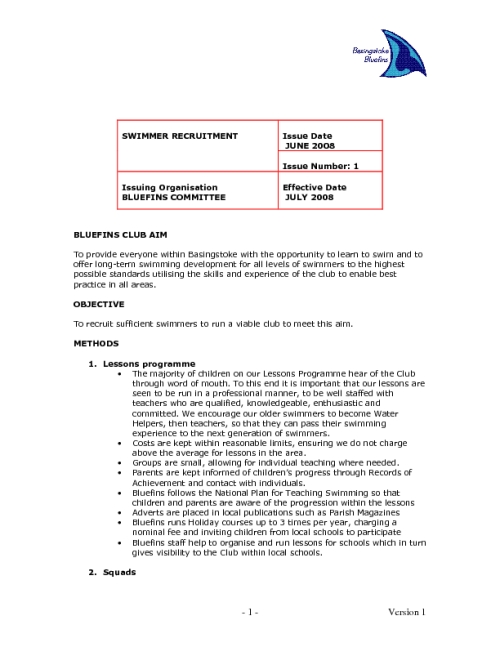 Basingstoke
Bluefins
SWIMMER RECRUITMENT
Issue Date
JUNE 2008
Issue Number: 1
Issuing Organisation
BLUEFINS COMMITTEE
Effective Date
JULY 2008
BLUEFINS CLUB AIM
To provide everyone within Basingstoke with the opportunity to learn to swim and to
offer long-term swimming development for all levels of swimmers to the highest
possible standards utilising the skills and experience of the club to enable best
practice in all areas.
OBJECTIVE
To recruit sufficient swimmers to run a viable club to meet this aim.
METHODS
1. Lessons programme
• The majority of children on our Lessons Programme hear of the Club
through word of mouth. To this end it is important that our lessons are
seen to be run in a professional manner, to be well staffed with
teachers who are qualified, knowledgeable, enthusiastic and
committed. We encourage our older swimmers to become Water
Helpers, then teachers, so that they can pass their swimming
experience to the next generation of swimmers.
• Costs are kept within reasonable limits, ensuring we do not charge
above the average for lessons in the area.
• Groups are small, allowing for individual teaching where needed.
• Parents are kept informed of children's progress through Records of
Achievement and contact with individuals.
• Bluefins follows the National Plan for Teaching Swimming so that
children and parents are aware of the progression within the lessons
• Adverts are placed in local publications such as Parish Magazines
• Bluefins runs Holiday courses up to 3 times per year, charging a
nominal fee and inviting children from local schools to participate
• Bluefins staff help to organise and run lessons for schools which in turn
gives visibility to the Club within local schools.
2. Squads
- 1 -
Version 1